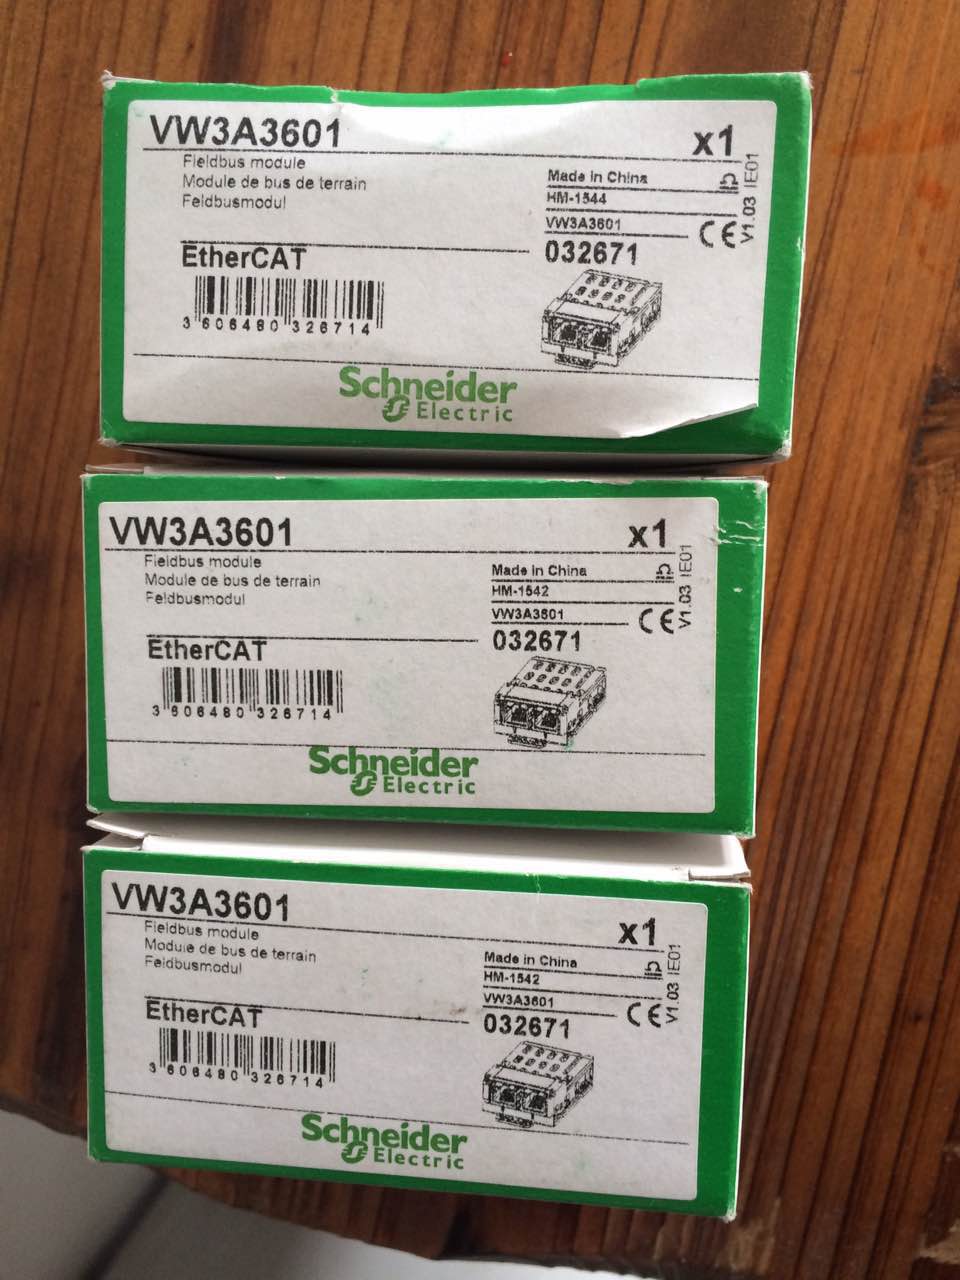 VW3A3601
x1
Fieldbus module
Module de bus de terrain
Feldbusmodul
Made in China
HM-1544
VW3A3601
032671
CE
V1.03 IE01
EtherCAT
3 606480 326714
Schneider
Electric
VW3A3601
x1
Fieldbus module
Module de bus de terrain
Feldbusmodul
Made in China
HM-1542
VW3A3601
032671
CE
V1.03 IE01
EtherCAT
3 606480 326714
Schneider
Electric
VW3A3601
x1
Fieldbus module
Module de bus de terrain
Feldbusmodul
Made in China
HM-1542
VW3A3601
032671
CE
V1.03 IE01
EtherCAT
3 606480 326714
Schneider
Electric